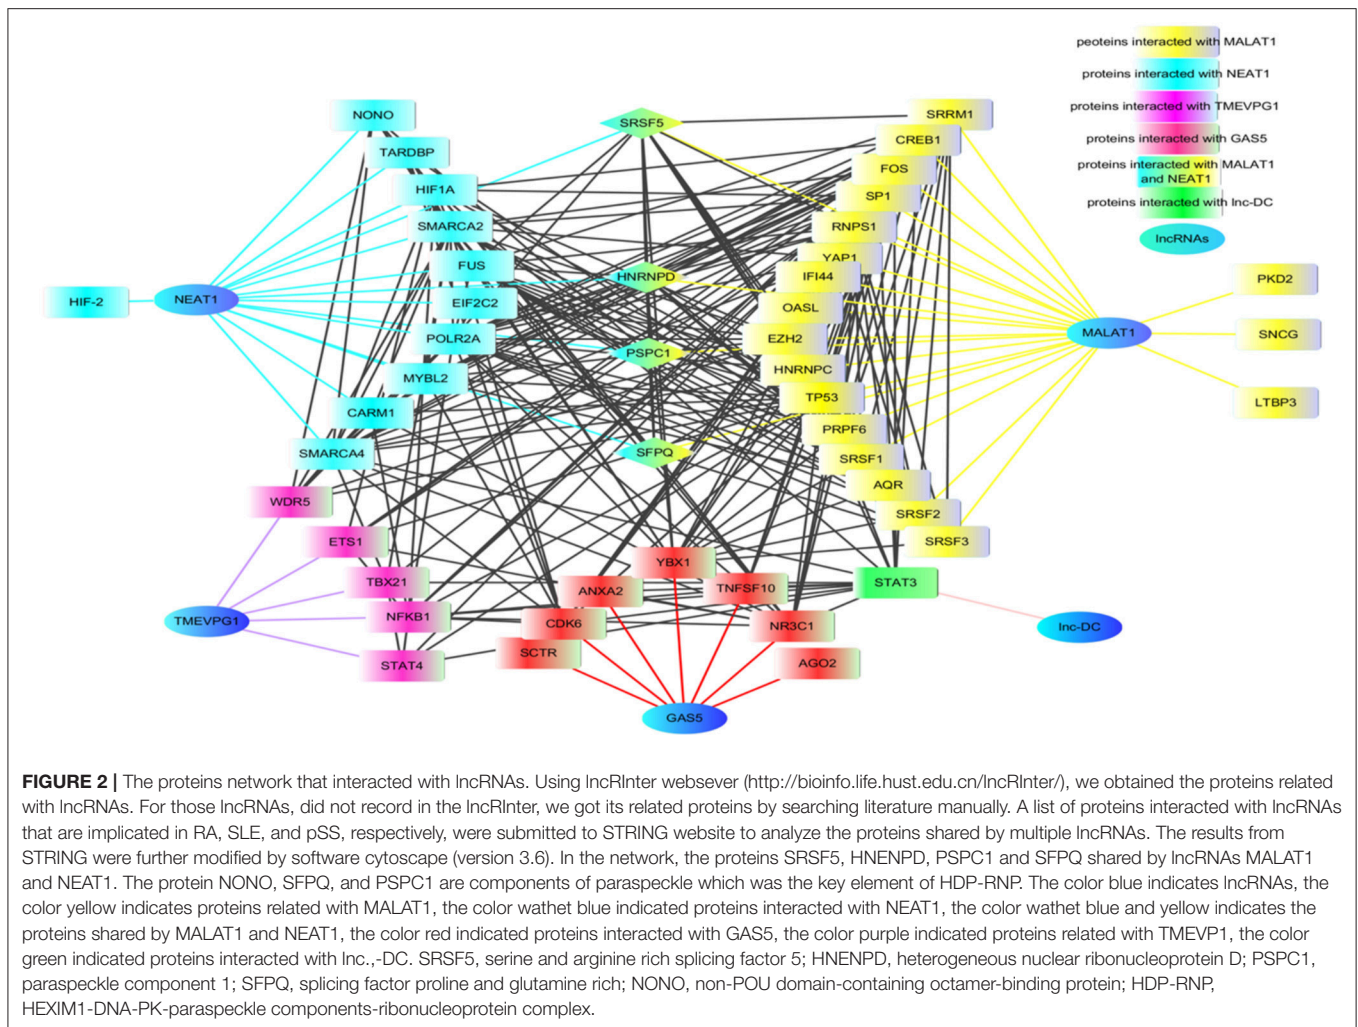 peoteins interacted with MALAT1
proteins interacted with NEAT1
proteins interacted with TMEVPG1
proteins interacted with GAS5
proteins interacted with MALAT1
and NEAT1
proteins interacted with lnc-DC
lncRNAs
NONO
TARDBP
HIF1A
SMARCA2
FUS
EIF2C2
POLR2A
MYBL2
CARM1
SMARCA4
HIF-2
NEAT1
SRSF5
HNRNPD
PSPC1
SFPQ
SRRM1
CREB1
FOS
SP1
RNPS1
YAP1
IFI44
OASL
EZH2
HNRNPC
TP53
PRPF6
SRSF1
AQR
SRSF2
SRSF3
MALAT1
PKD2
SNCG
LTBP3
WDR5
ETS1
TBX21
NFKB1
STAT4
TMEVPG1
YBX1
ANXA2
TNFSF10
CDK6
NR3C1
SCTR
AGO2
GAS5
STAT3
lnc-DC
FIGURE 2 | The proteins network that interacted with lncRNAs. Using lncRInter websever (http://bioinfo.life.hust.edu.cn/lncRInter/), we obtained the proteins related
with lncRNAs. For those lncRNAs, did not record in the lncRInter, we got its related proteins by searching literature manually. A list of proteins interacted with lncRNAs
that are implicated in RA, SLE, and pSS, respectively, were submitted to STRING website to analyze the proteins shared by multiple lncRNAs. The results from
STRING were further modified by software cytoscape (version 3.6). In the network, the proteins SRSF5, HNENPD, PSPC1 and SFPQ shared by lncRNAs MALAT1
and NEAT1. The protein NONO, SFPQ, and PSPC1 are components of paraspeckle which was the key element of HDP-RNP. The color blue indicates lncRNAs, the
color yellow indicates proteins related with MALAT1, the color wathet blue indicated proteins interacted with NEAT1, the color wathet blue and yellow indicates the
proteins shared by MALAT1 and NEAT1, the color red indicated proteins interacted with GAS5, the color purple indicated proteins related with TMEVP1, the color
green indicated proteins interacted with lnc.,-DC. SRSF5, serine and arginine rich splicing factor 5; HNENPD, heterogeneous nuclear ribonucleoprotein D; PSPC1,
paraspeckle component 1; SFPQ, splicing factor proline and glutamine rich; NONO, non-POU domain-containing octamer-binding protein; HDP-RNP,
HEXIM1-DNA-PK-paraspeckle components-ribonucleoprotein complex.